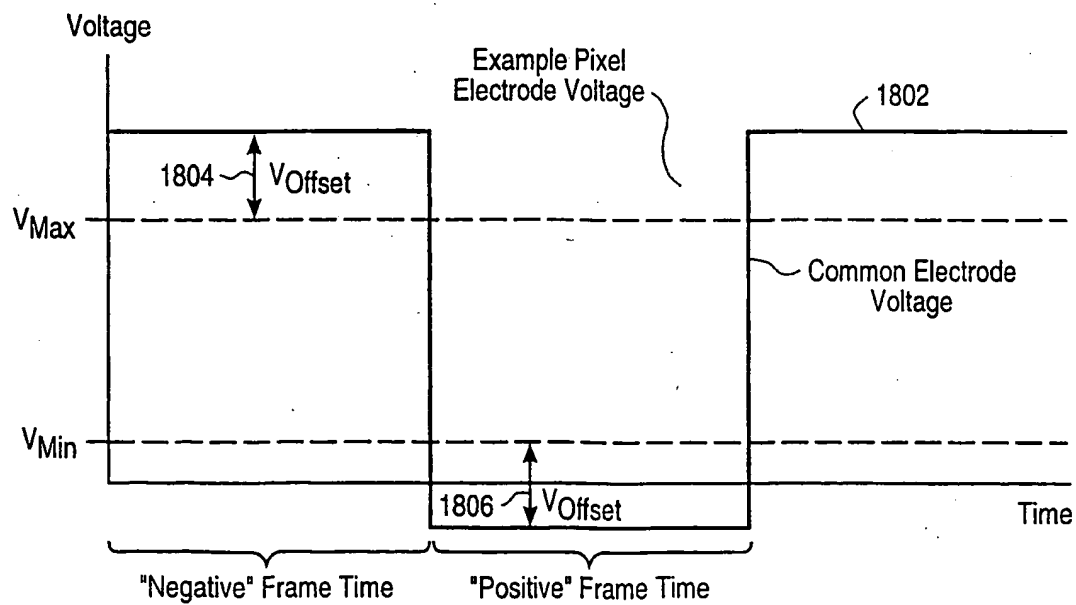 Voltage
Example Pixel
Electrode Voltage
1802
1804
VOffset
VMax
Common Electrode
Voltage
VMin
1806
VOffset
Time
"Negative" Frame Time
"Positive" Frame Time